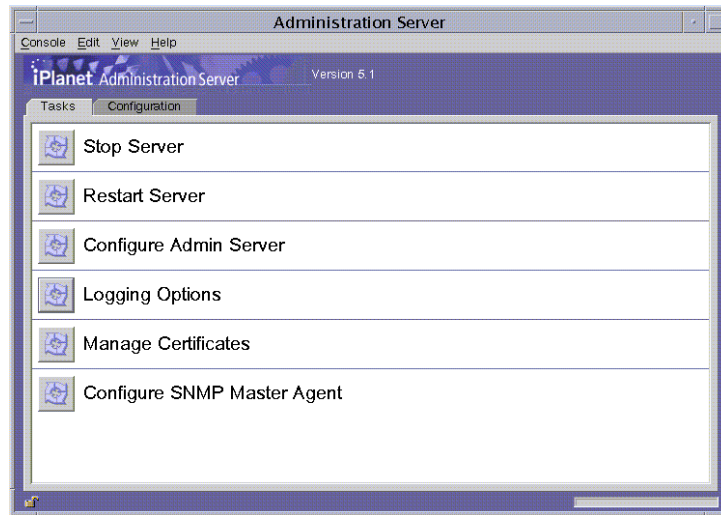 Administration Server
Console Edit View Help
iPlanet Administration Server Version 5.1
Tasks Configuration
Stop Server
Restart Server
Configure Admin Server
Logging Options
Manage Certificates
Configure SNMP Master Agent